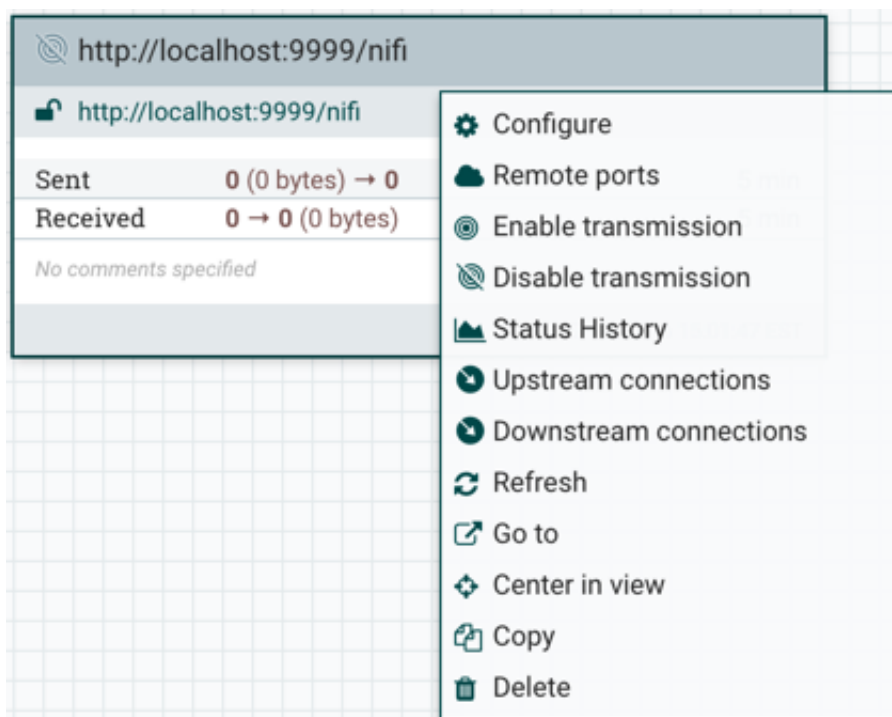 http://localhost:9999/nifi
http://localhost:9999/nifi
Sent 0 (0 bytes) → 0
Received 0 → 0 (0 bytes)
No comments specified
Configure
Remote ports
Enable transmission
Disable transmission
Status History
Upstream connections
Downstream connections
Refresh
Go to
Center in view
Copy
Delete